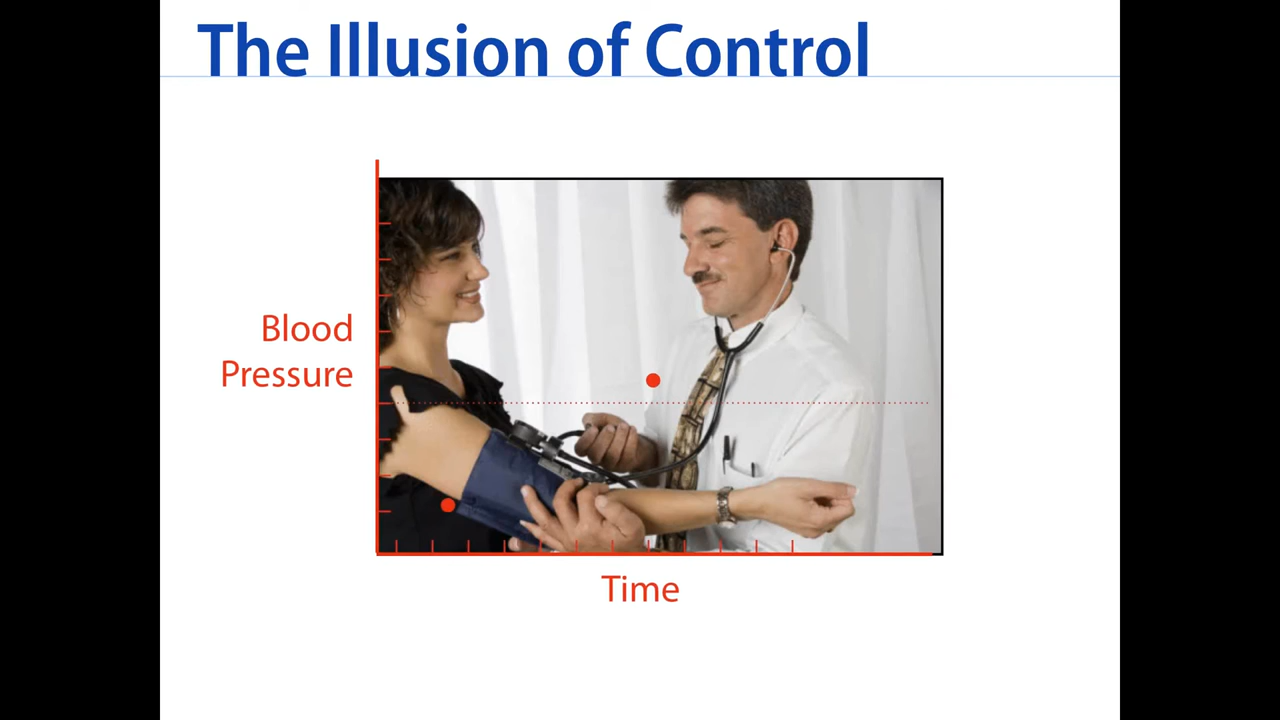 The Illusion of Control
Blood
Pressure
Time